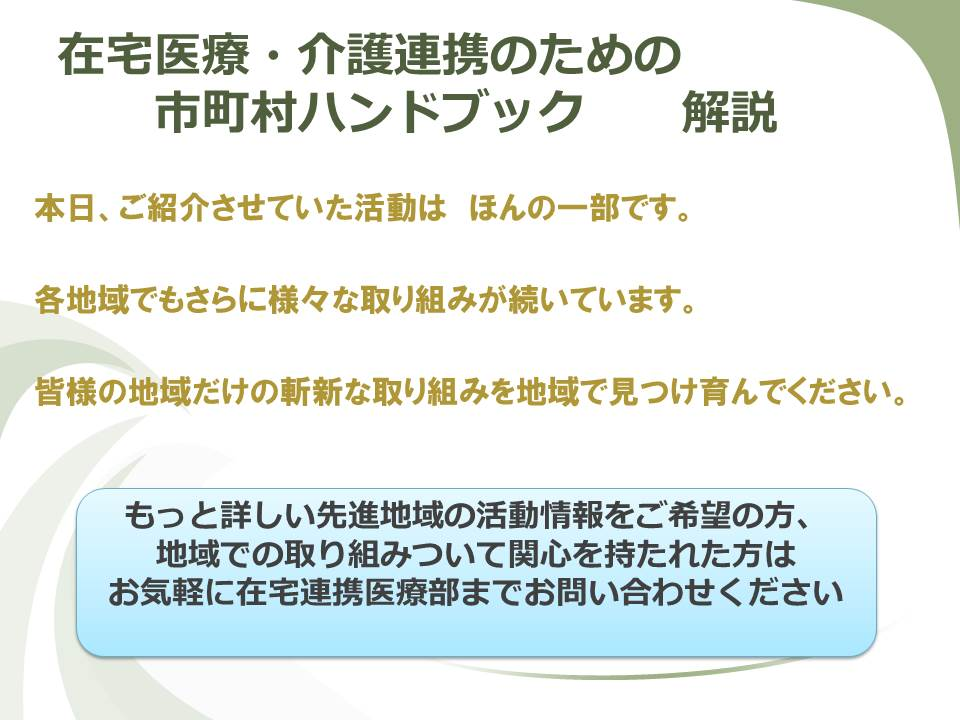 在宅医療・介護連携のための
市町村ハンドブック　　解説
本日、ご紹介させていた活動は　ほんの一部です。
各地域でもさらに様々な取り組みが続いています。
皆様の地域だけの斬新な取り組みを地域で見つけ育んでください。
もっと詳しい先進地域の活動情報をご希望の方、
地域での取り組みついて関心を持たれた方は
お気軽に在宅連携医療部までお問い合わせください